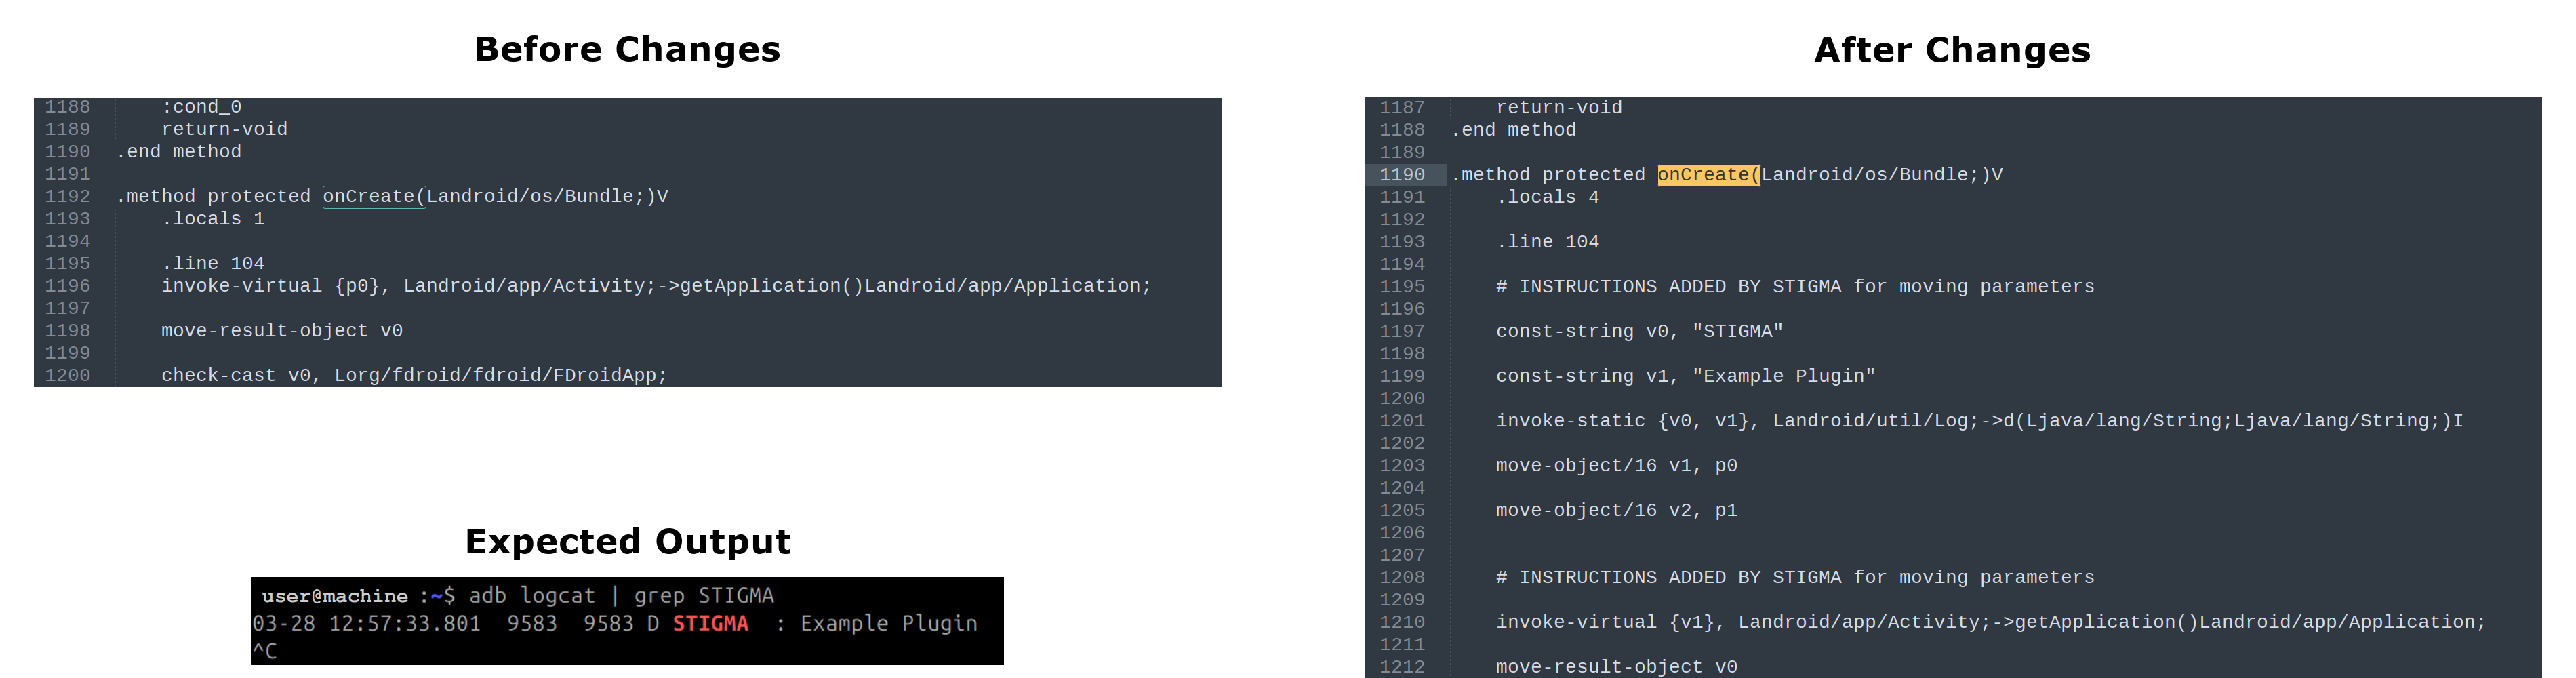 Before Changes
1188 :cond_0
1189 return-void
1190 .end method
1191
1192 .method protected onCreate(Landroid/os/Bundle;)V
1193 .locals 1
1194
1195 .line 104
1196 invoke-virtual {p0}, Landroid/app/Activity;->getApplication()Landroid/app/Application;
1197
1198 move-result-object v0
1199
1200 check-cast v0, Lorg/fdroid/fdroid/FDroidApp;
Expected Output
user@machine :~$ adb logcat | grep STIGMA
03-28 12:57:33.801 9583 9583 D STIGMA : Example Plugin
^C
After Changes
1187 return-void
1188 .end method
1189
1190 .method protected onCreate(Landroid/os/Bundle;)V
1191 .locals 4
1192
1193 .line 104
1194
1195 # INSTRUCTIONS ADDED BY STIGMA for moving parameters
1196
1197 const-string v0, "STIGMA"
1198
1199 const-string v1, "Example Plugin"
1200
1201 invoke-static {v0, v1}, Landroid/util/Log;->d(Ljava/lang/String;Ljava/lang/String;)I
1202
1203 move-object/16 v1, p0
1204
1205 move-object/16 v2, p1
1206
1207
1208 # INSTRUCTIONS ADDED BY STIGMA for moving parameters
1209
1210 invoke-virtual {v1}, Landroid/app/Activity;->getApplication()Landroid/app/Application;
1211
1212 move-result-object v0